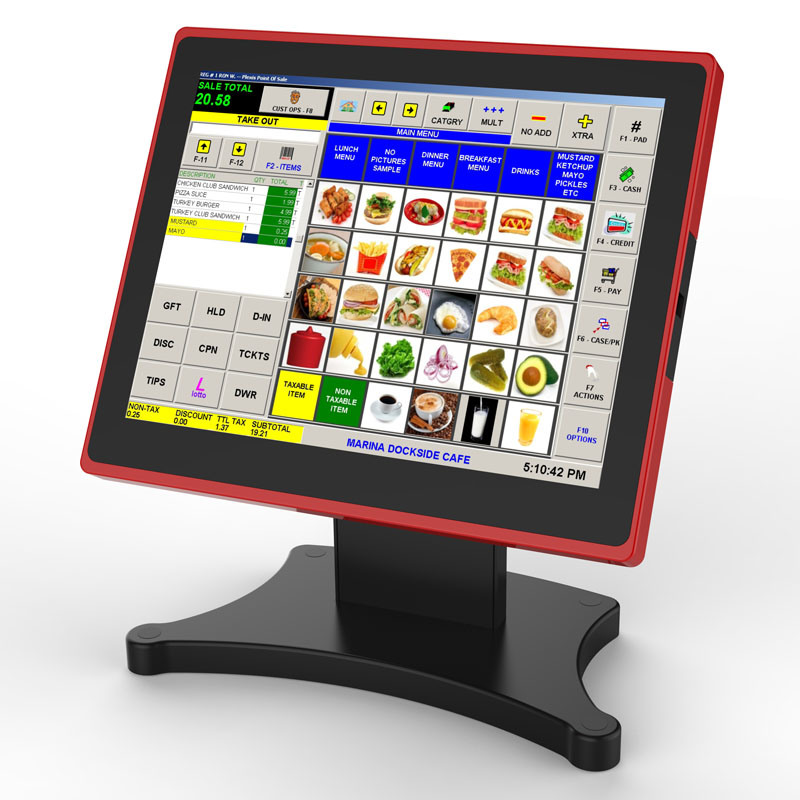 REG # 1 RON W. -- Plexis Point Of Sale
SALE TOTAL
20.58
CUST OPS - F8
TAKE OUT
F-11
F-12
F2 - ITEMS
DESCRIPTION QTY TOTAL T
CHICKEN CLUB SANDWICH 1 5.99 T
PIZZA SLICE 1 1.99 T
TURKEY BURGER 1 4.99 T
TURKEY CLUB SANDWICH 1 5.99 T
MUSTARD 0.25
MAYO 0.00
GFT
HLD
D-IN
DISC
CPN
TCKTS
TIPS
L
lotto
DWR
NON-TAX
0.25
DISCOUNT
0.00
TTL TAX
1.37
SUBTOTAL
19.21
CATGRY
+++
MULT
NO ADD
XTRA
MAIN MENU
LUNCH
MENU
NO
PICTURES
SAMPLE
DINNER
MENU
BREAKFAST
MENU
DRINKS
MUSTARD
KETCHUP
MAYO
PICKLES
ETC
TAXABLE
ITEM
NON
TAXABLE
ITEM
#
F1 - PAD
F3 - CASH
F4 - CREDIT
F5 - PAY
F6 - CASE/PK
F7
ACTIONS
F10
OPTIONS
MARINA DOCKSIDE CAFE
5:10:42 PM